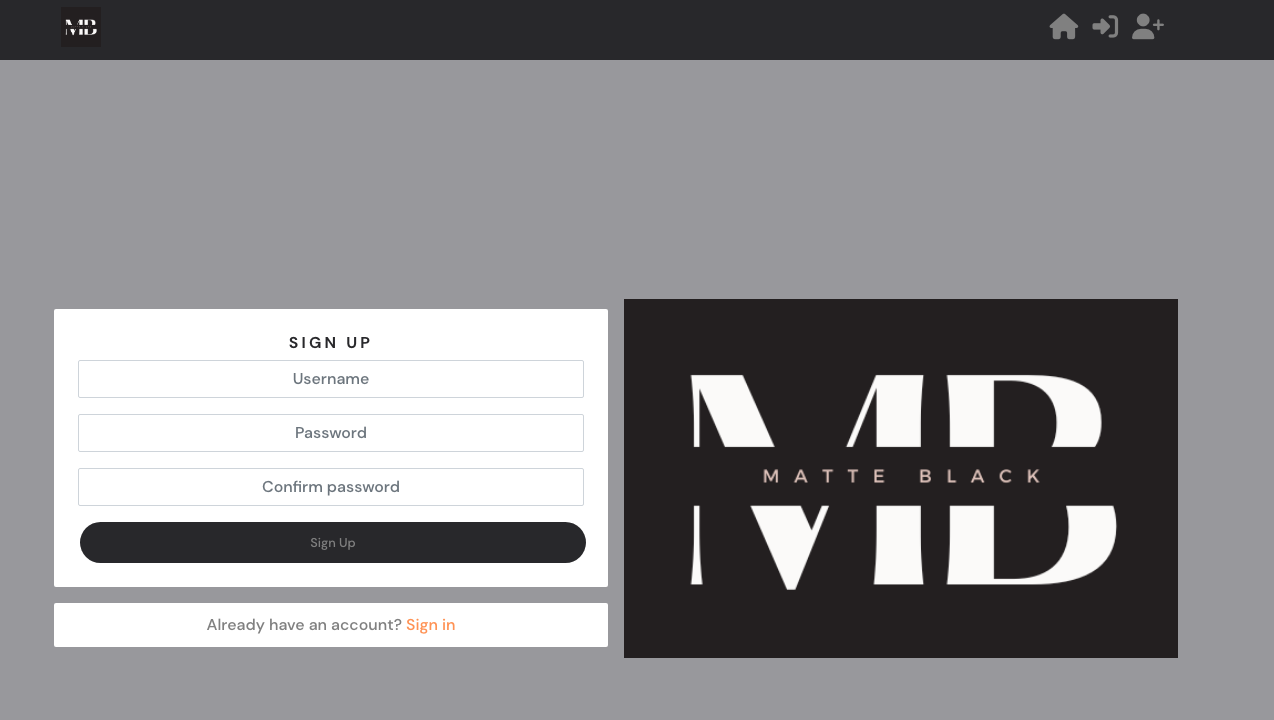 MB
SIGN UP
Username
Password
Confirm password
Sign Up
Already have an account? Sign in
MB
MATTE BLACK